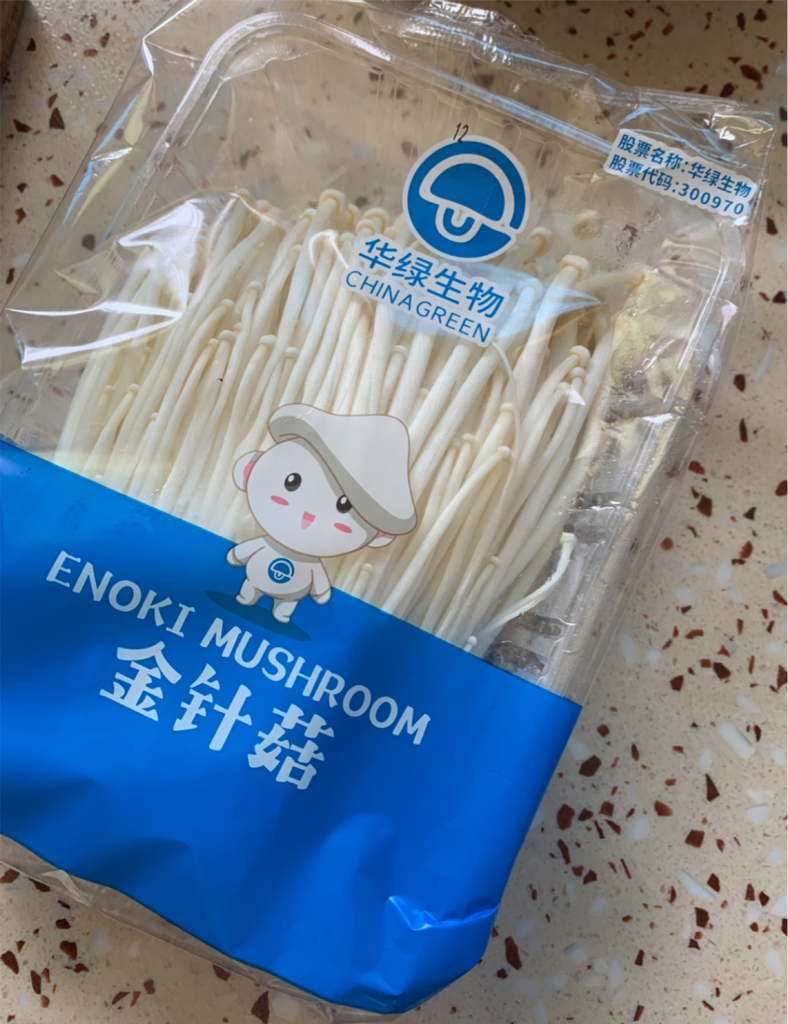 12
股票名称:华绿生物
股票代码:300970
华绿生物
CHINAGREEN
ENOKI MUSHROOM
金针菇